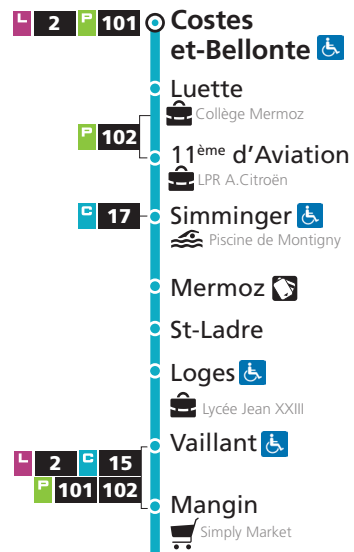 L 2 P 101 Costes
et-Bellonte
Luette
Collège Mermoz
P 102
11ème d'Aviation
LPR A.Citroën
C 17 Simminger
Piscine de Montigny
Mermoz
St-Ladre
Loges
Lycée Jean XXIII
Vaillant
L 2 C 15
P 101 102
Mangin
Simply Market